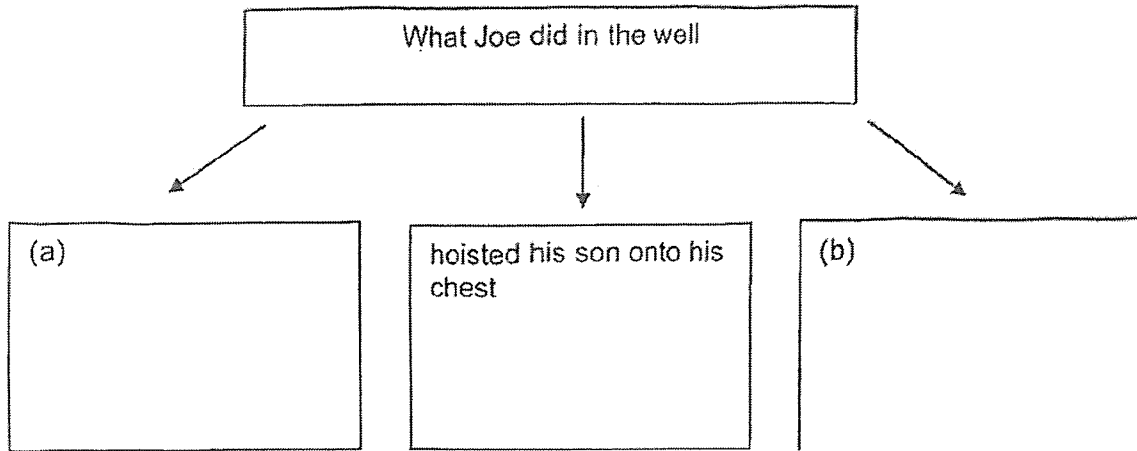 What Joe did in the well
(a)
hoisted his son onto his
chest
(b)